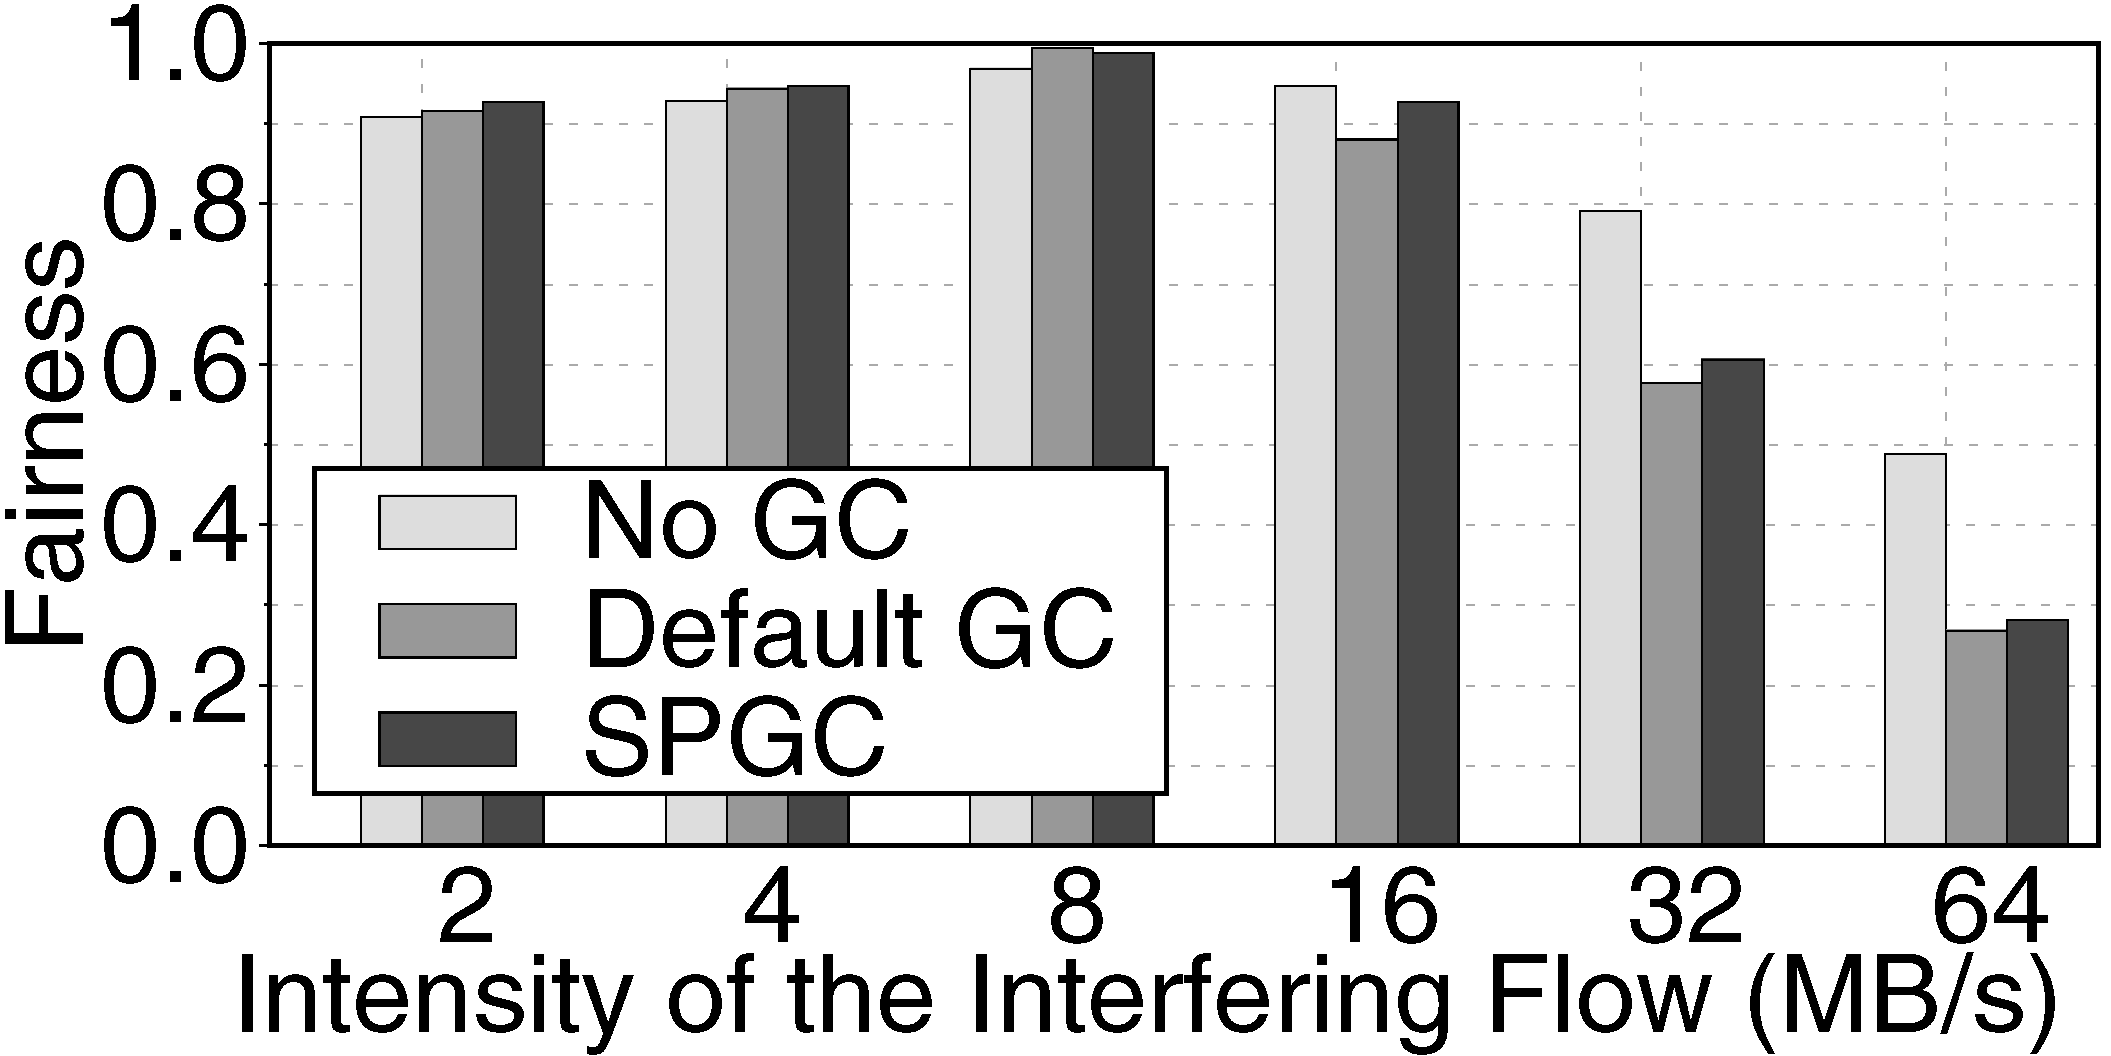 1.0
0.8
0.6
0.4
0.2
0.0
Fairness
No GC
Default GC
SPGC
2 4 8 16 32 64
Intensity of the Interfering Flow (MB/s)